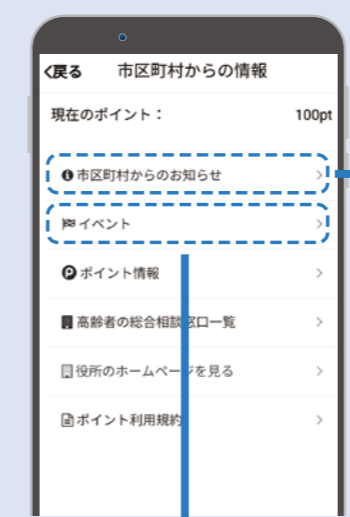 く戻る 市区町村からの情報
現在のポイント： 100pt
市区町村からのお知らせ
イベント
ポイント情報
高齢者の総合相談窓口一覧
役所のホームページを見る
ポイント利用規約